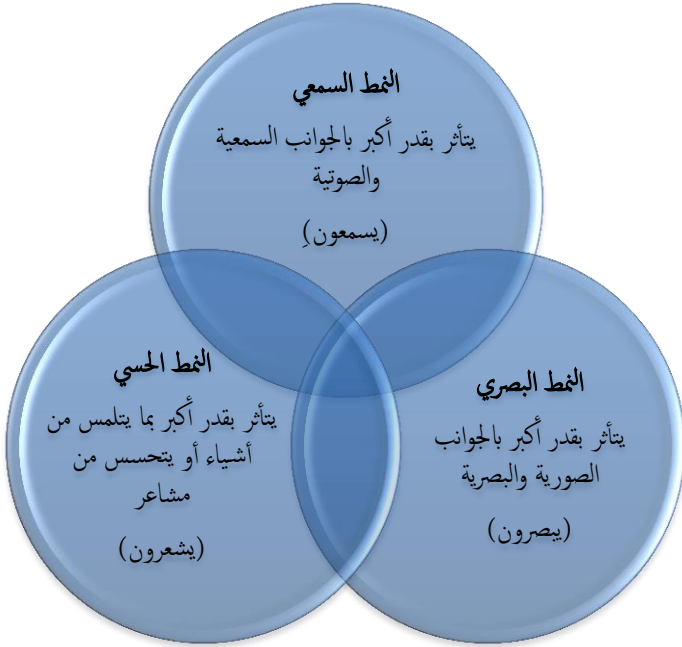 النمط السمعي
يتأثر بقدر أكبر بالجوانب السمعية
والصوتية
(يسمعونِ)
النمط البصري
يتأثر بقدر أكبر بالجوانب
الصورية والبصرية
(يبصرون)
النمط الحسي
يتأثر بقدر أكبر بما يتلمس من
أشياء أو يتحسس من
مشاعر
(يشعرون)